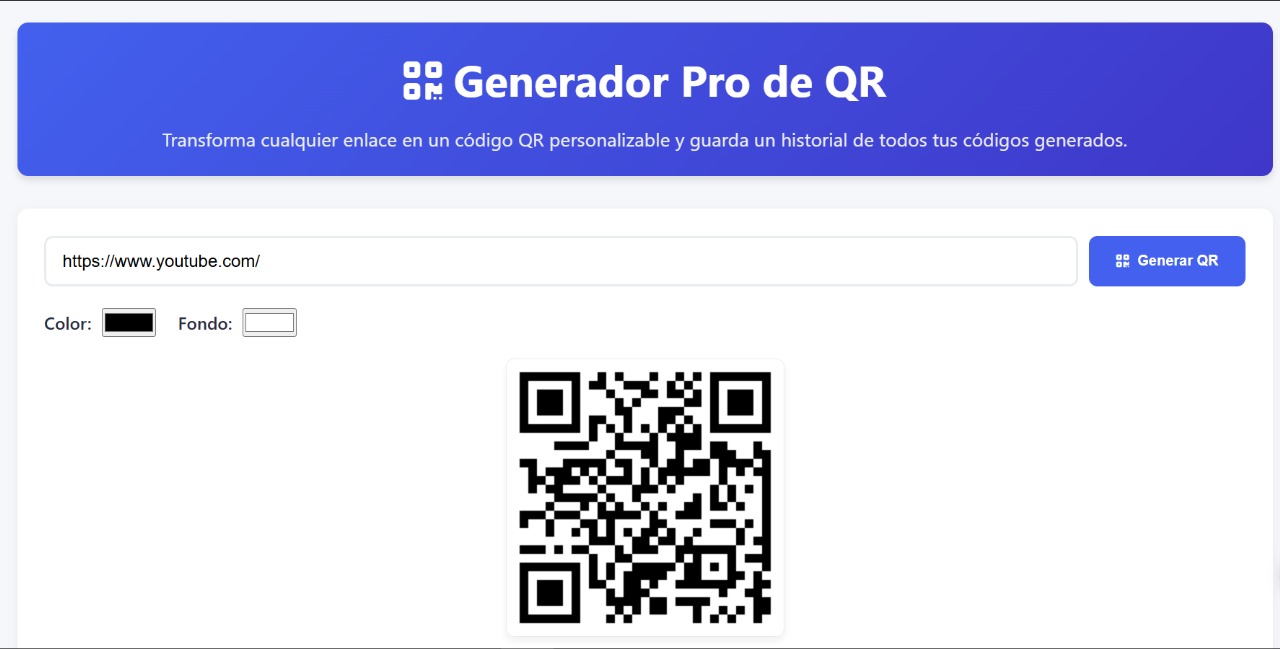 Generador Pro de QR
Transforma cualquier enlace en un código QR personalizable y guarda un historial de todos tus códigos generados.
https://www.youtube.com/
Generar QR
Color:
Fondo: